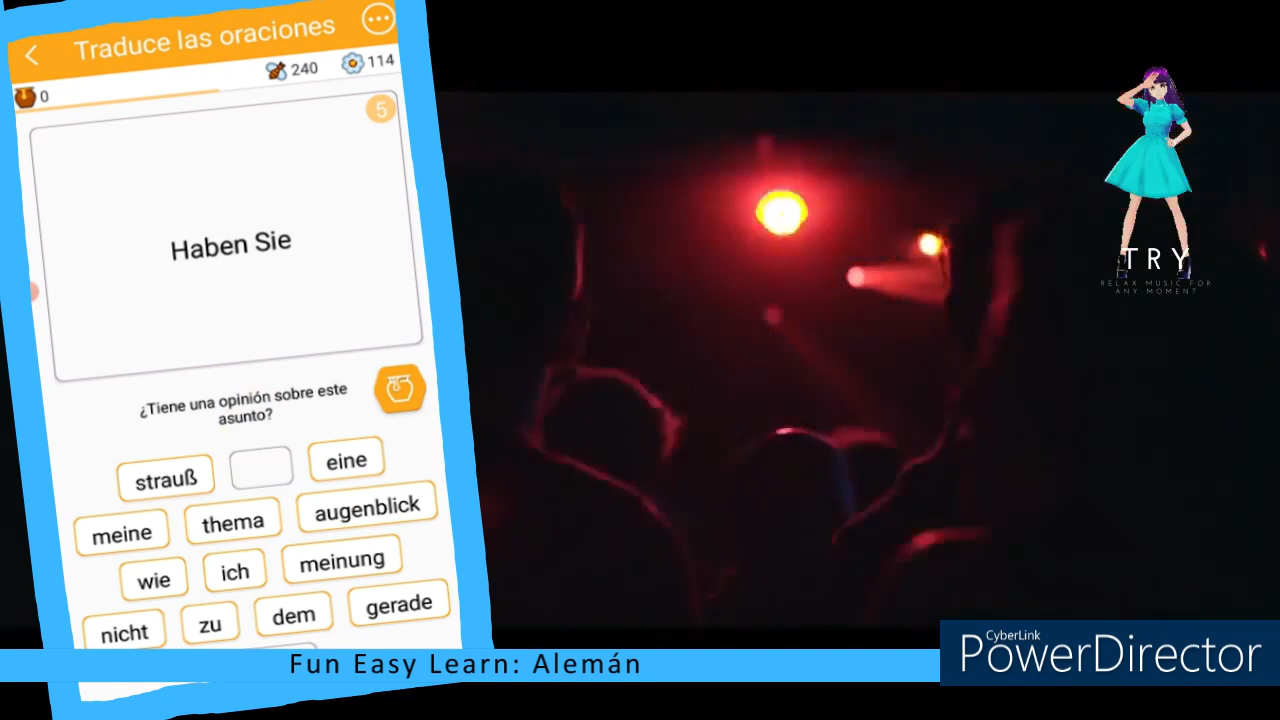 Traduce las oraciones
0
240
114
5
Haben Sie
¿Tiene una opinión sobre este
asunto?
strauß
eine
meine
thema
augenblick
wie
ich
meinung
nicht
zu
dem
gerade
Fun Easy Learn: Alemán
TRY
RELAX MUSIC FOR
ANY MOMENT
CyberLink
PowerDirector